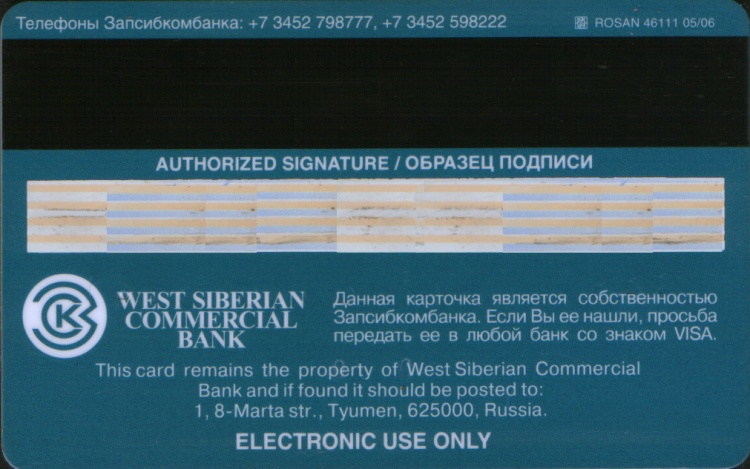 Телефоны Запсибкомбанка: +7 3452 798777, +7 3452 598222
ROSAN 46111 05/06
AUTHORIZED SIGNATURE / ОБРАЗЕЦ ПОДПИСИ
WEST SIBERIAN
COMMERCIAL
BANK
Данная карточка является собственностью
Запсибкомбанка. Если Вы ее нашли, просьба
передать ее в любой банк со знаком VISA.
This card remains the property of West Siberian Commercial
Bank and if found it should be posted to:
1, 8-Marta str., Tyumen, 625000, Russia.
ELECTRONIC USE ONLY